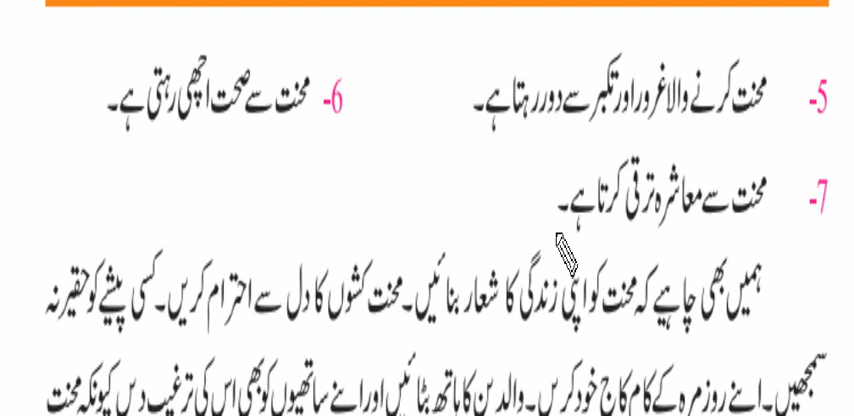 5- محنت کرنے والا غرور اور تکبر سے دور رہتا ہے۔ 6- محنت سے صحت اچھی رہتی ہے۔
7- محنت سے معاشرہ ترقی کرتا ہے۔
ہمیں بھی چاہیے کہ محنت کو اپنی زندگی کا شعار بنائیں۔ محنت کشوں کا دل سے احترام کریں۔ کسی پیشے کو حقیر نہ
سمجھیں۔ اپنے روزمرہ کے کام کاج خود کریں۔ والدین کا ہاتھ بٹائیں اور اپنے ساتھیوں کو بھی اس کی ترغیب دیں کیونکہ محنت